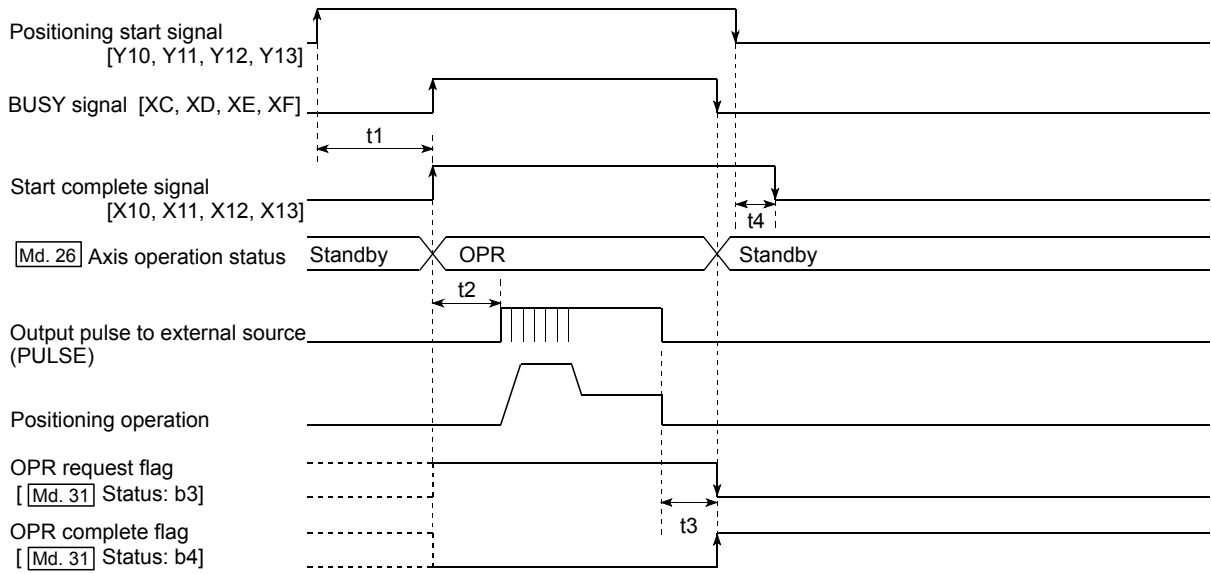 Positioning start signal
[Y10, Y11, Y12, Y13]
BUSY signal [XC, XD, XE, XF]
t1
Start complete signal
[X10, X11, X12, X13]
t4
Md. 26 Axis operation status
Standby
OPR
Standby
t2
Output pulse to external source
(PULSE)
Positioning operation
OPR request flag
[ Md. 31 Status: b3]
t3
OPR complete flag
[ Md. 31 Status: b4]